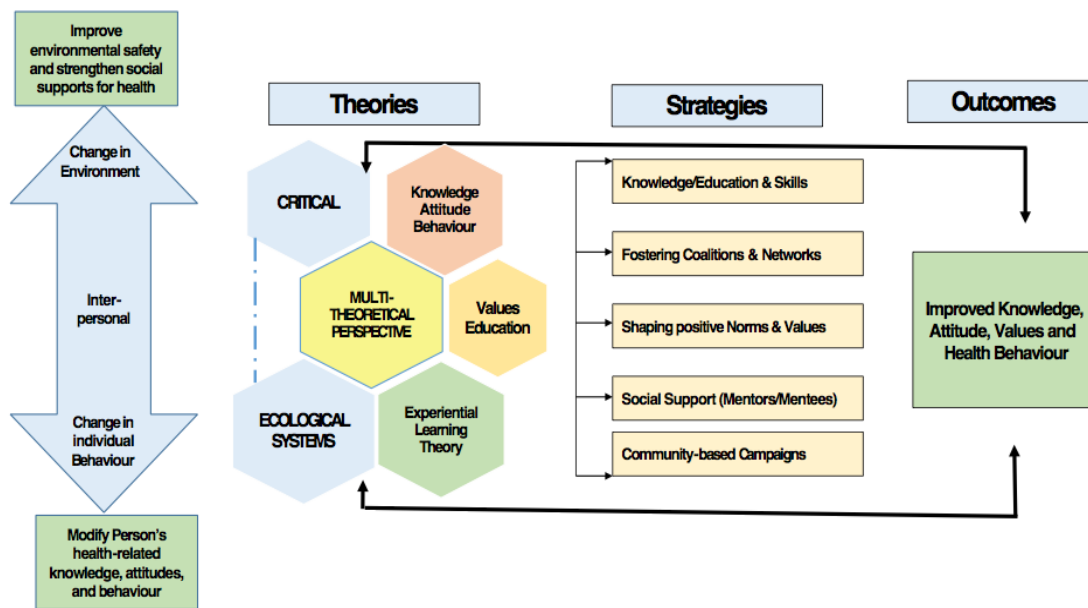 Improve
environmental safety
and strengthen social
supports for health
Change in
Environment
Inter-
personal
Change in
individual
Behaviour
Modify Person's
health-related
knowledge, attitudes,
and behaviour
Theories
CRITICAL
Knowledge
Attitude
Behaviour
MULTI-
THEORETICAL
PERSPECTIVE
Values
Education
ECOLOGICAL
SYSTEMS
Experiential
Learning
Theory
Strategies
Knowledge/Education & Skills
Fostering Coalitions & Networks
Shaping positive Norms & Values
Social Support (Mentors/Mentees)
Community-based Campaigns
Outcomes
Improved Knowledge,
Attitude, Values and
Health Behaviour